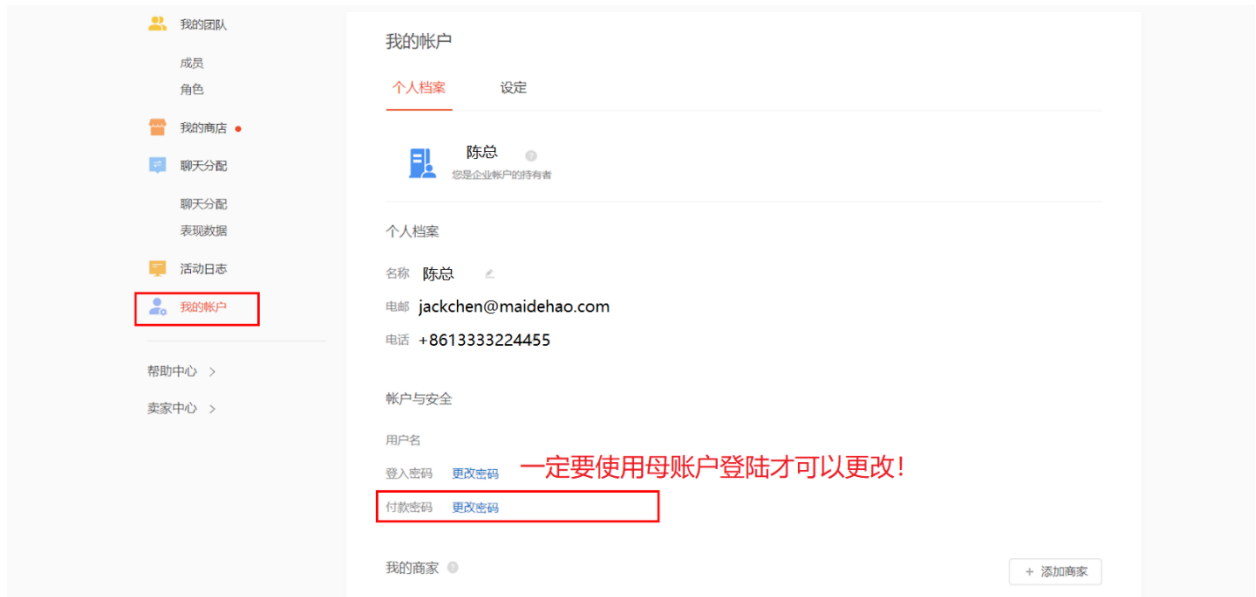 我的团队
成员
角色
我的商店
聊天分配
聊天分配
表现数据
活动日志
我的帐户
帮助中心 >
卖家中心 >
我的帐户
个人档案 设定
陈总 ?
您是企业帐户的持有者
个人档案
名称 陈总
电邮 jackchen@maidehao.com
电话 +8613333224455
帐户与安全
用户名
登入密码 更改密码 一定要使用母账户登陆才可以更改!
付款密码 更改密码
我的商家 ?
+ 添加商家